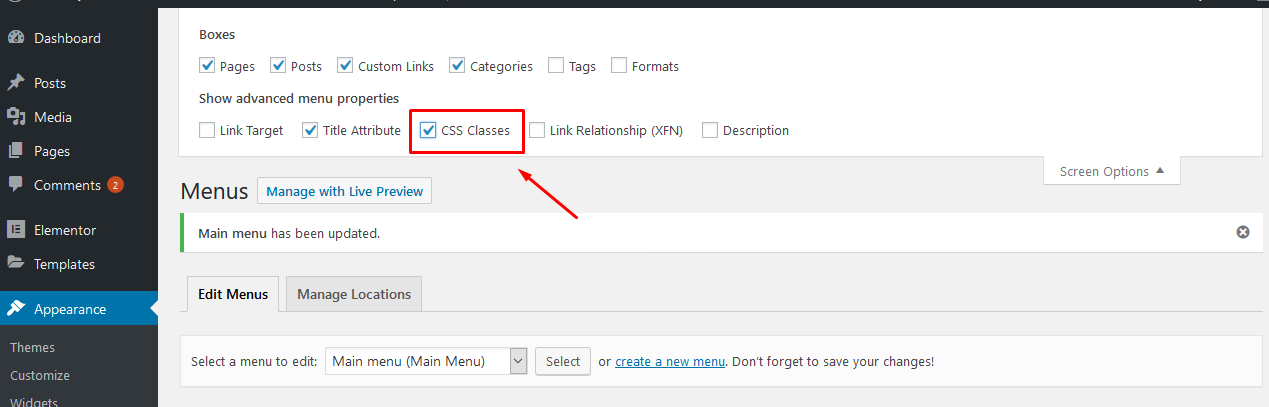 Dashboard
Posts
Media
Pages
Comments 2
Elementor
Templates
Appearance
Themes
Customize
Widgets
Boxes
Pages Posts Custom Links Categories Tags Formats
Show advanced menu properties
Link Target Title Attribute CSS Classes Link Relationship (XFN) Description
Screen Options
Menus Manage with Live Preview
Main menu has been updated.
Edit Menus Manage Locations
Select a menu to edit: Main menu (Main Menu) Select or create a new menu. Don't forget to save your changes!